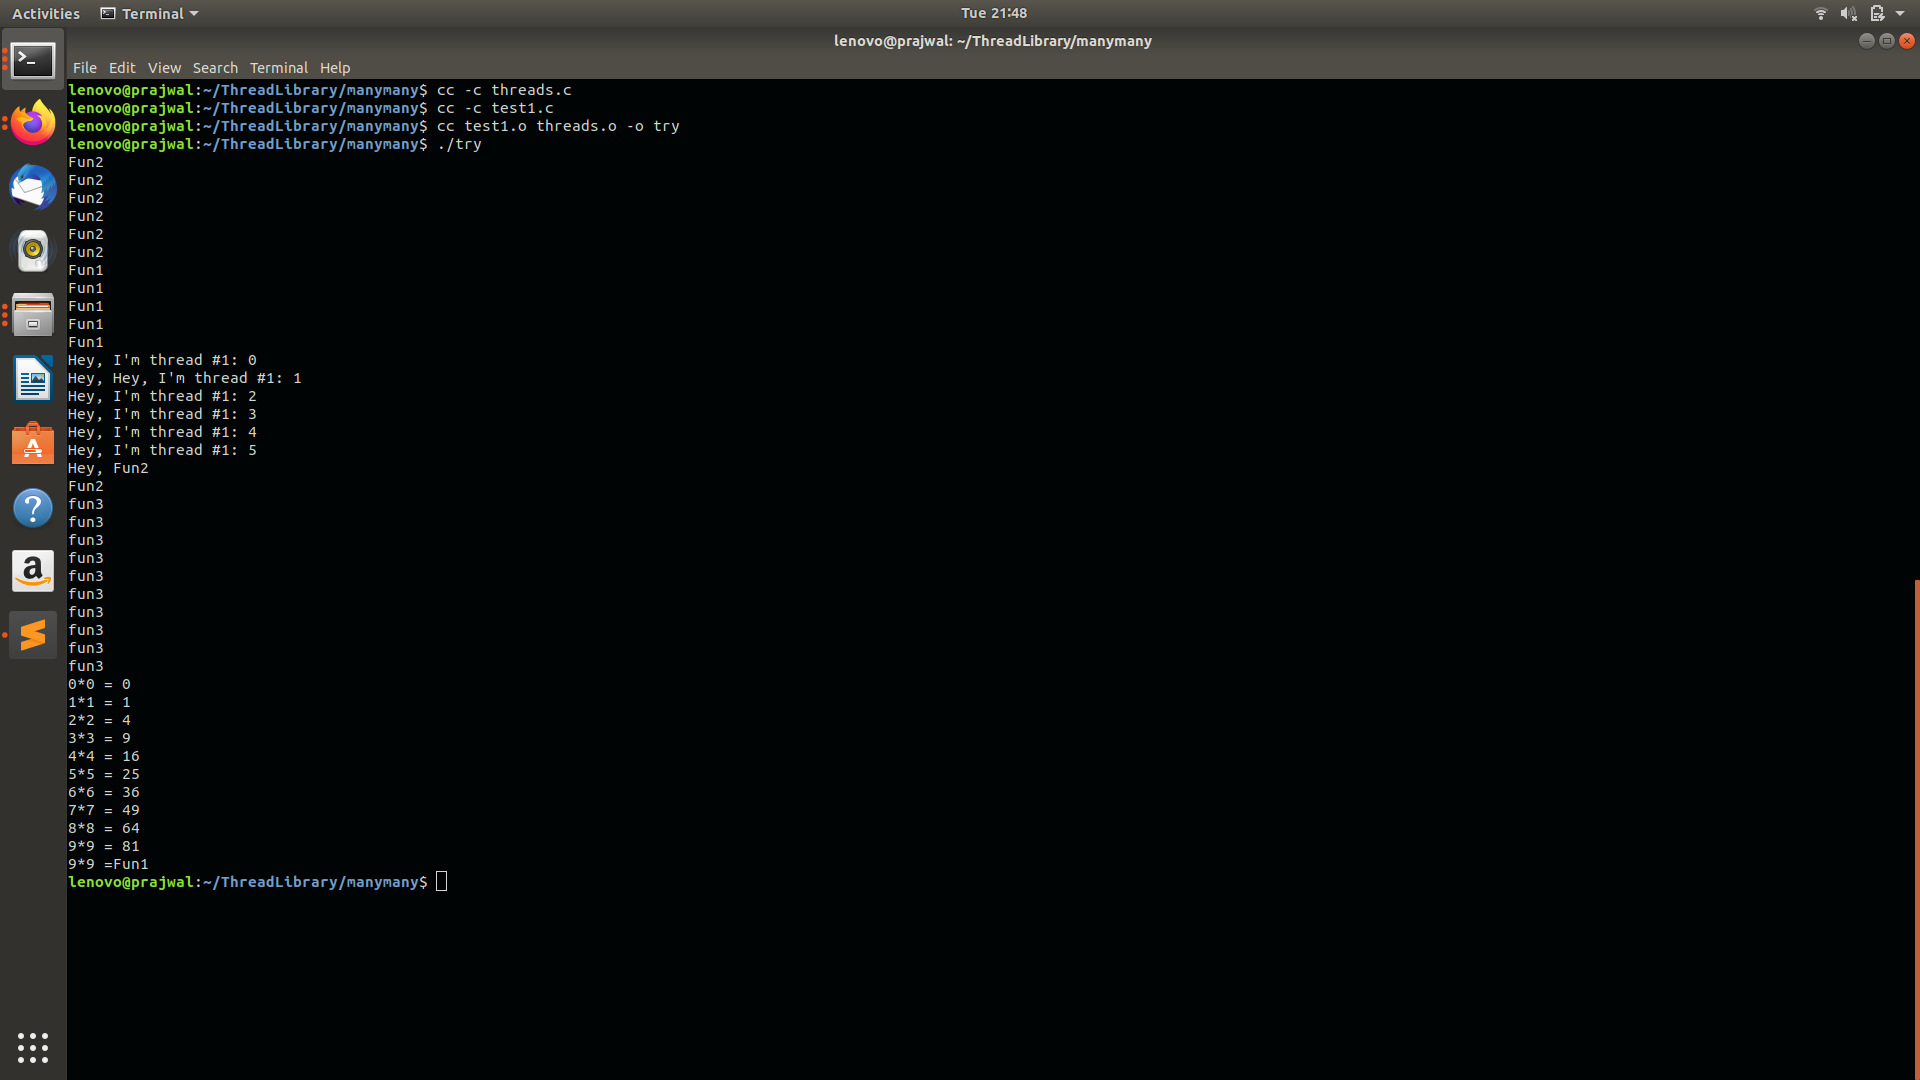 Activities Terminal Tue 21:48
lenovo@prajwal: ~/ThreadLibrary/manymany
File Edit View Search Terminal Help
lenovo@prajwal:~/ThreadLibrary/manymany$ cc -c threads.c
lenovo@prajwal:~/ThreadLibrary/manymany$ cc -c test1.c
lenovo@prajwal:~/ThreadLibrary/manymany$ cc test1.o threads.o -o try
lenovo@prajwal:~/ThreadLibrary/manymany$ ./try
Fun2
Fun2
Fun2
Fun2
Fun2
Fun2
Fun1
Fun1
Fun1
Fun1
Fun1
Hey, I'm thread #1: 0
Hey, Hey, I'm thread #1: 1
Hey, I'm thread #1: 2
Hey, I'm thread #1: 3
Hey, I'm thread #1: 4
Hey, I'm thread #1: 5
Hey, Fun2
Fun2
fun3
fun3
fun3
fun3
fun3
fun3
fun3
fun3
fun3
fun3
0*0 = 0
1*1 = 1
2*2 = 4
3*3 = 9
4*4 = 16
5*5 = 25
6*6 = 36
7*7 = 49
8*8 = 64
9*9 = 81
9*9 =Fun1
lenovo@prajwal:~/ThreadLibrary/manymany$